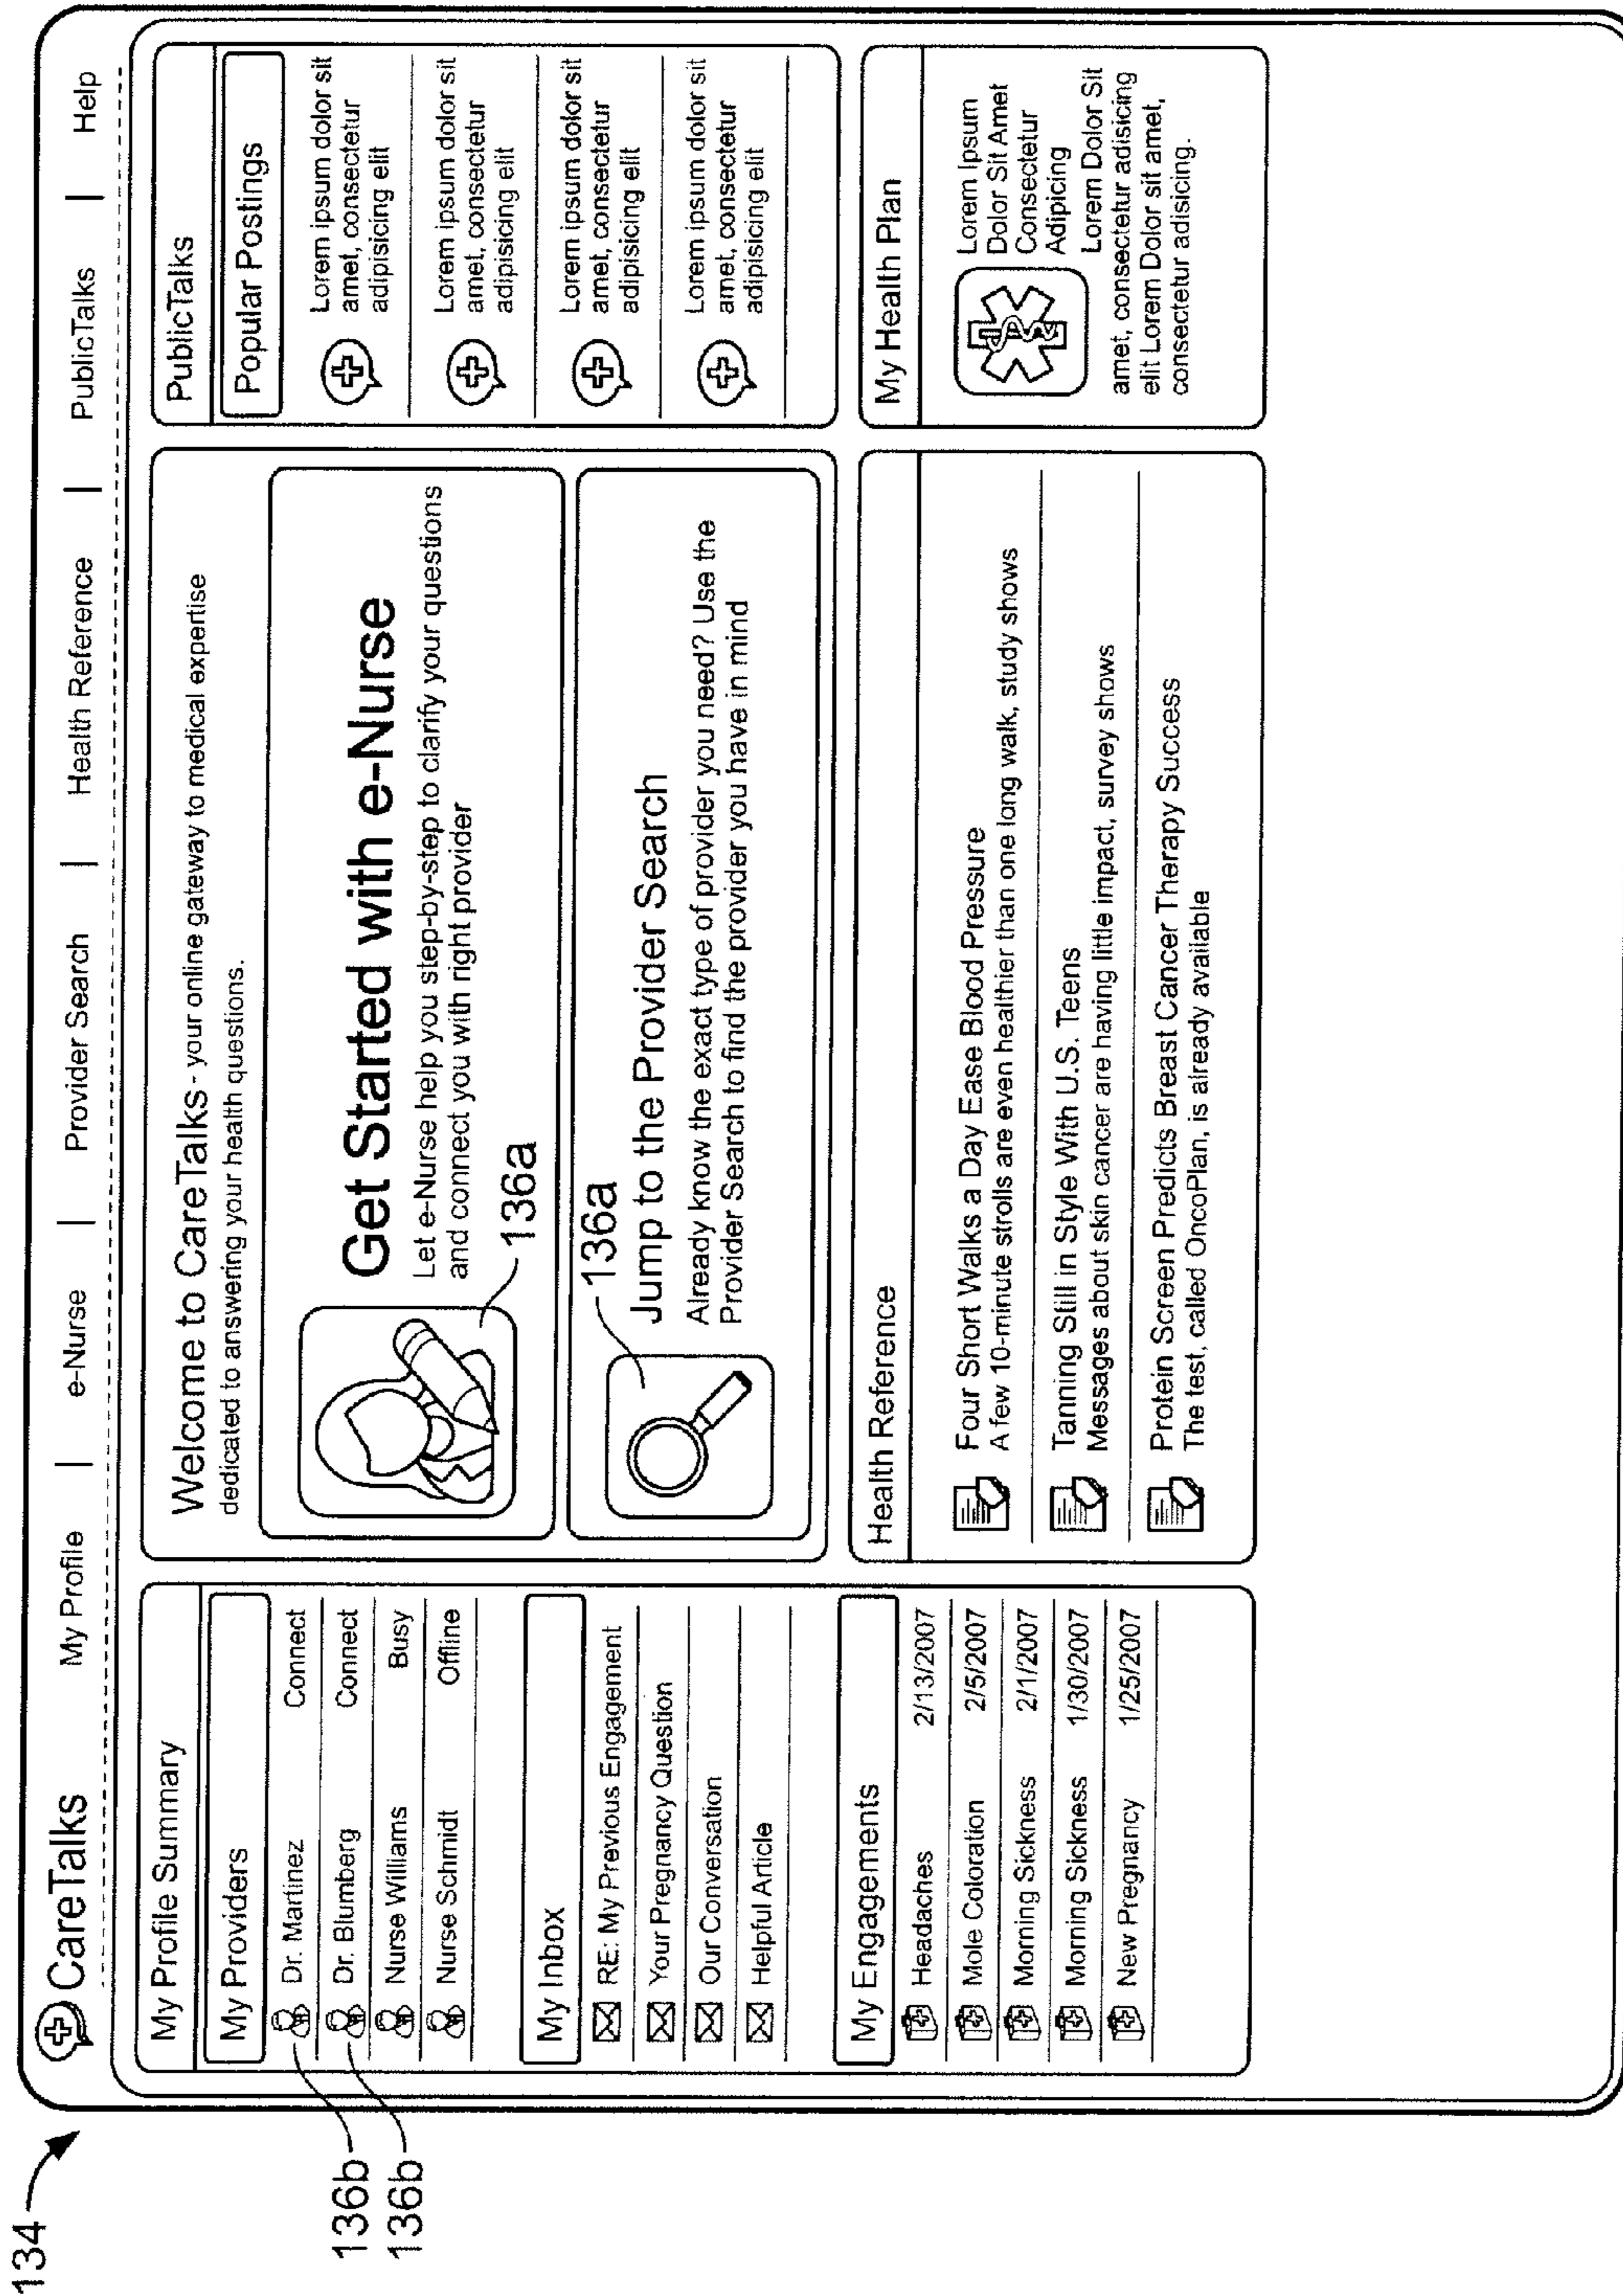 134
CareTalks
My Profile | e-Nurse | Provider Search | Health Reference | PublicTalks | Help
My Profile Summary
My Providers
Dr. Martinez Connect
Dr. Blumberg Connect
Nurse Williams Busy
Nurse Schmidt Offline
136b
136b
My Inbox
RE: My Previous Engagement
Your Pregnancy Question
Our Conversation
Helpful Article
My Engagements
Headaches 2/13/2007
Mole Coloration 2/5/2007
Morning Sickness 2/1/2007
Morning Sickness 1/30/2007
New Pregnancy 1/25/2007
Welcome to CareTalks - your online gateway to medical expertise
dedicated to answering your health questions.
Get Started with e-Nurse
Let e-Nurse help you step-by-step to clarify your questions
and connect you with right provider
136a
136a
Jump to the Provider Search
Already know the exact type of provider you need? Use the
Provider Search to find the provider you have in mind
Health Reference
Four Short Walks a Day Ease Blood Pressure
A few 10-minute strolls are even healthier than one long walk, study shows
Tanning Still in Style With U.S. Teens
Messages about skin cancer are having little impact, survey shows
Protein Screen Predicts Breast Cancer Therapy Success
The test, called OncoPlan, is already available
PublicTalks
Popular Postings
Lorem ipsum dolor sit
amet, consectetur
adipisicing elit
Lorem ipsum dolor sit
amet, consectetur
adipisicing elit
Lorem ipsum dolor sit
amet, consectetur
adipisicing elit
Lorem ipsum dolor sit
amet, consectetur
adipisicing elit
My Health Plan
Lorem Ipsum
Dolor Sit Amet
Consectetur
Adipicing
Lorem Dolor Sit
amet, consectetur adisicing
elit Lorem Dolor sit amet,
consectetur adisicing.